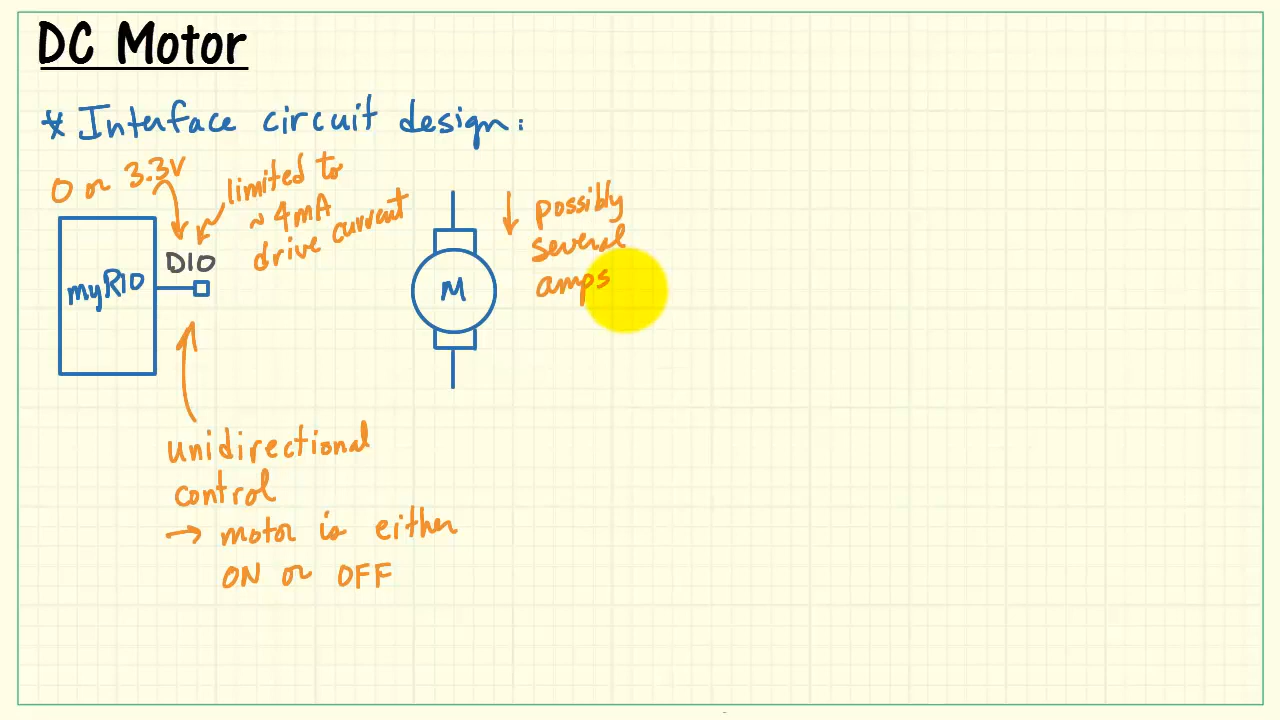 DC Motor
* Interface circuit design:
0 or 3.3V
limited to
~ 4mA
drive current
DIO
myRIO
M
↓ possibly
several
amps
unidirectional
control
→ motor is either
ON or OFF